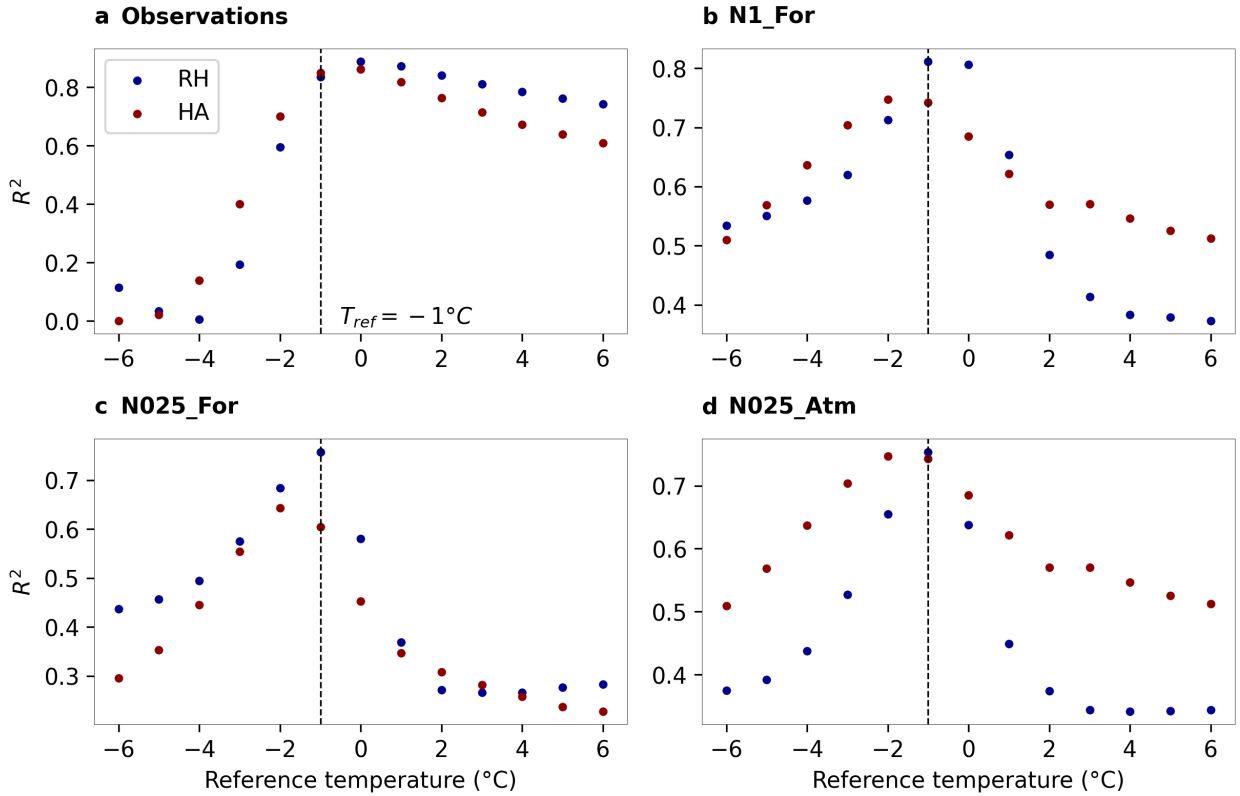 a Observations
RH
HA
0.8
0.6
0.4
0.2
0.0
R²
T_ref = −1°C
−6 −4 −2 0 2 4 6
b N1_For
0.8
0.7
0.6
0.5
0.4
−6 −4 −2 0 2 4 6
c N025_For
0.7
0.6
0.5
0.4
0.3
R²
−6 −4 −2 0 2 4 6
Reference temperature (°C)
d N025_Atm
0.7
0.6
0.5
0.4
−6 −4 −2 0 2 4 6
Reference temperature (°C)